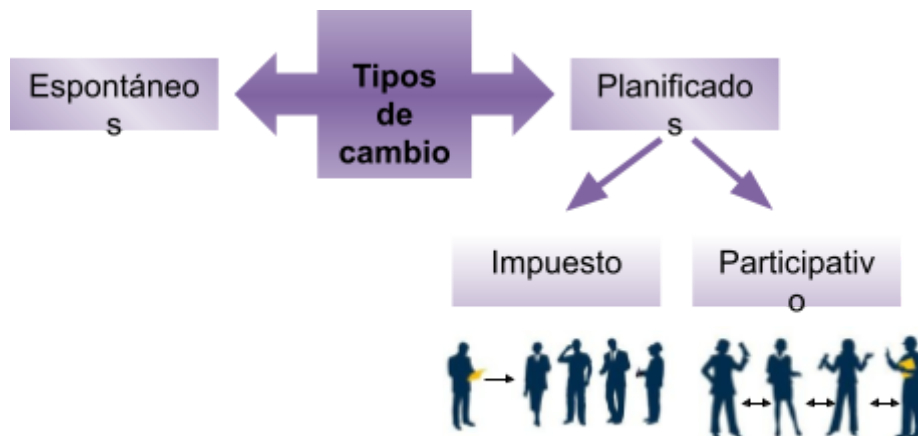 Espontáneo
s
Tipos
de
cambio
Planificado
s
Impuesto
Participativ
o